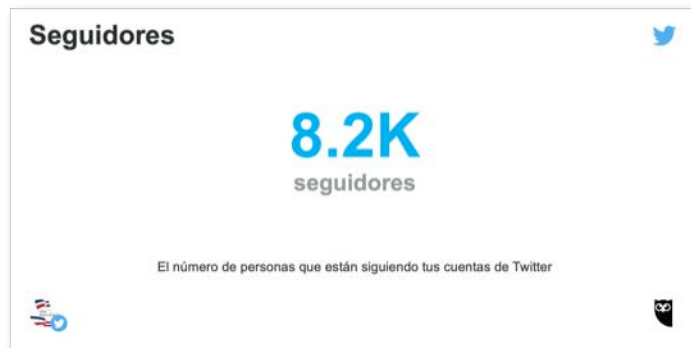 Seguidores
8.2K
seguidores
El número de personas que están siguiendo tus cuentas de Twitter